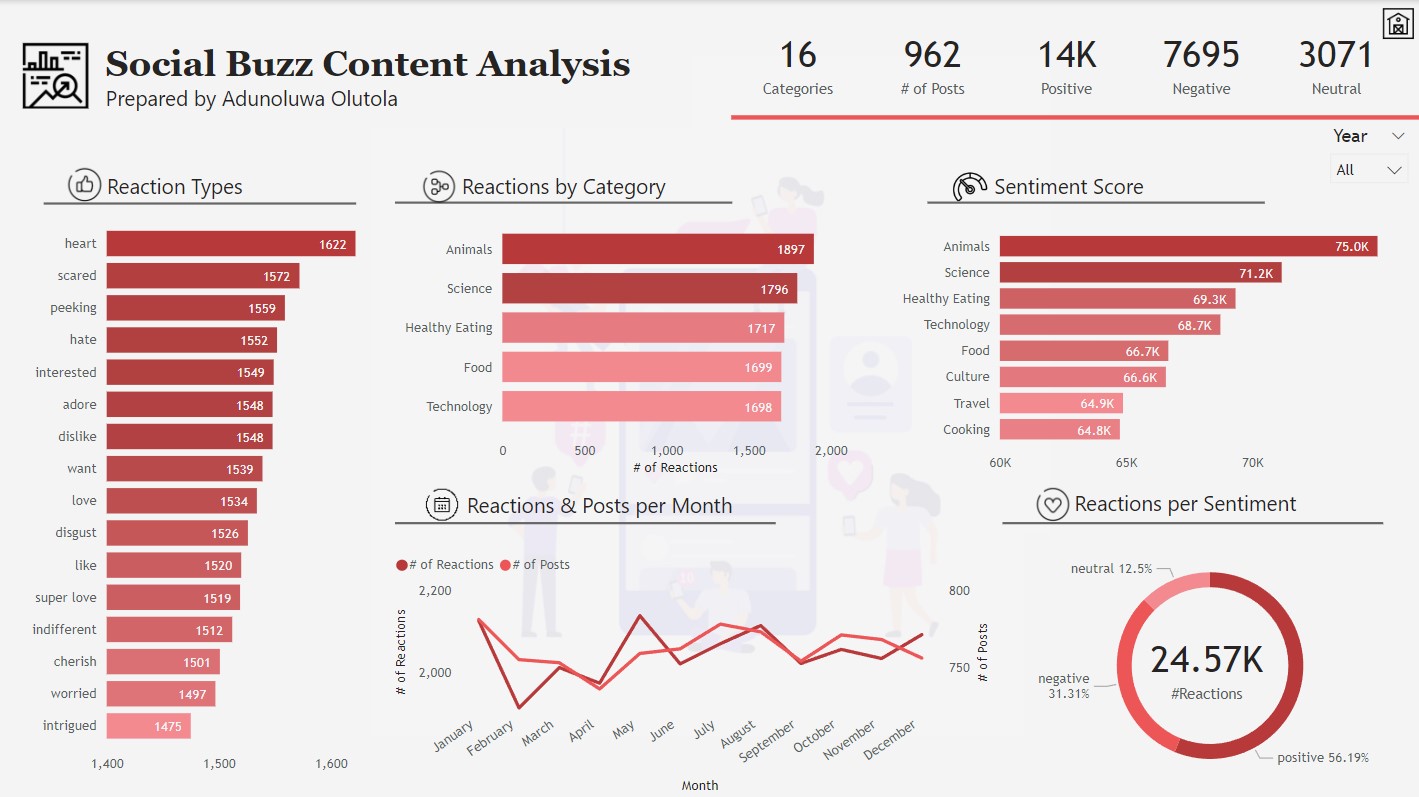 Social Buzz Content Analysis
Prepared by Adunoluwa Olutola
16
Categories
962
# of Posts
14K
Positive
7695
Negative
3071
Neutral
Year
All
Reaction Types
heart 1622
scared 1572
peeking 1559
hate 1552
interested 1549
adore 1548
dislike 1548
want 1539
love 1534
disgust 1526
like 1520
super love 1519
indifferent 1512
cherish 1501
worried 1497
intrigued 1475
1,400 1,500 1,600
Reactions by Category
Animals 1897
Science 1796
Healthy Eating 1717
Food 1699
Technology 1698
0 500 1,000 1,500 2,000
# of Reactions
Sentiment Score
Animals 75.0K
Science 71.2K
Healthy Eating 69.3K
Technology 68.7K
Food 66.7K
Culture 66.6K
Travel 64.9K
Cooking 64.8K
60K 65K 70K
Reactions & Posts per Month
# of Reactions # of Posts
2,200
2,000
# of Reactions
800
750
# of Posts
January February March April May June July August September October November December
Month
Reactions per Sentiment
neutral 12.5%
negative
31.31%
positive 56.19%
24.57K
#Reactions